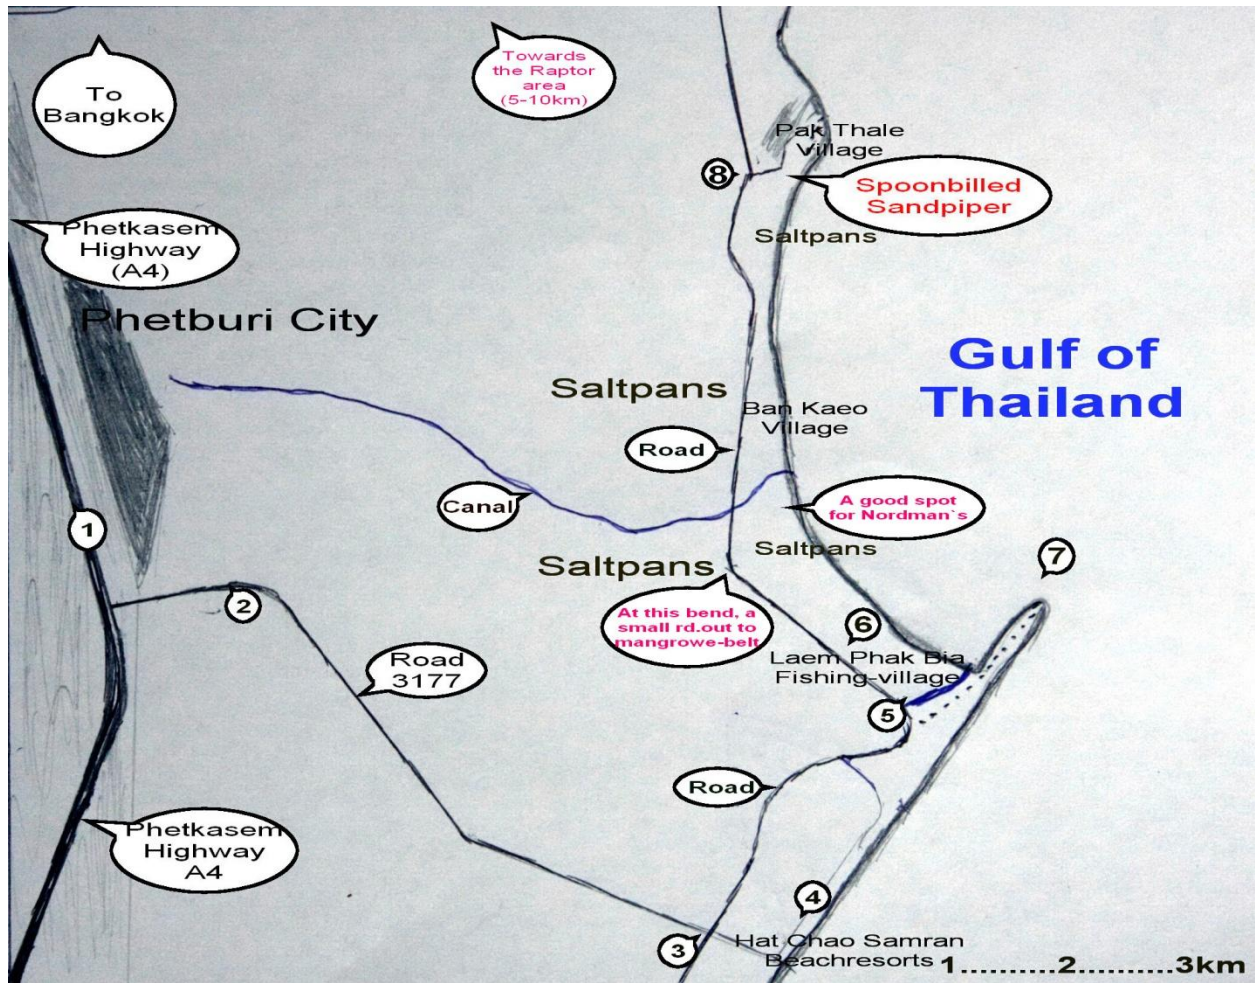 To
Bangkok
Towards
the Raptor
area
(5-10km)
Pak Thale
Village
8
Spoonbilled
Sandpiper
Phetkasem
Highway
(A4)
Saltpans
Phetburi City
Gulf of
Thailand
Saltpans
Ban Kaeo
Village
Road
Canal
A good spot
for Nordman`s
1
Saltpans
Saltpans
7
2
At this bend, a
small rd.out to
mangrowe-belt
6
Road
3177
Laem Phak Bia
Fishing-village
5
Road
Phetkasem
Highway
A4
4
3
Hat Chao Samran
Beachresorts
1..........2..........3km